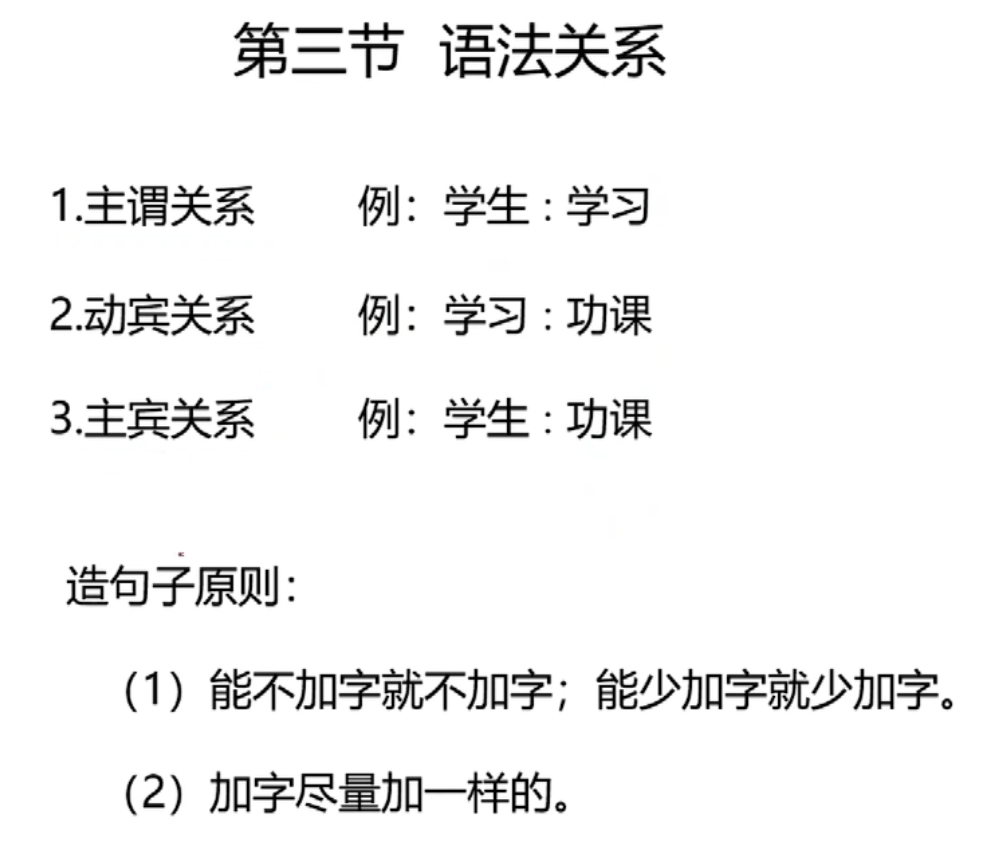 第三节 语法关系
1.主谓关系 例：学生：学习
2.动宾关系 例：学习：功课
3.主宾关系 例：学生：功课
造句子原则：
（1）能不加字就不加字；能少加字就少加字。
（2）加字尽量加一样的。